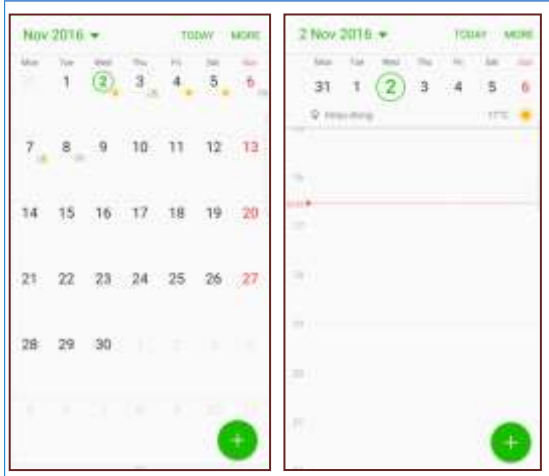 Nov 2016
TODAY MORE
Mon Tue Wed Thu Fri Sat Sun
1 2 3 4 5 6
7 8 9 10 11 12 13
14 15 16 17 18 19 20
21 22 23 24 25 26 27
28 29 30
2 Nov 2016
TODAY MORE
Mon Tue Wed Thu Fri Sat Sun
31 1 2 3 4 5 6